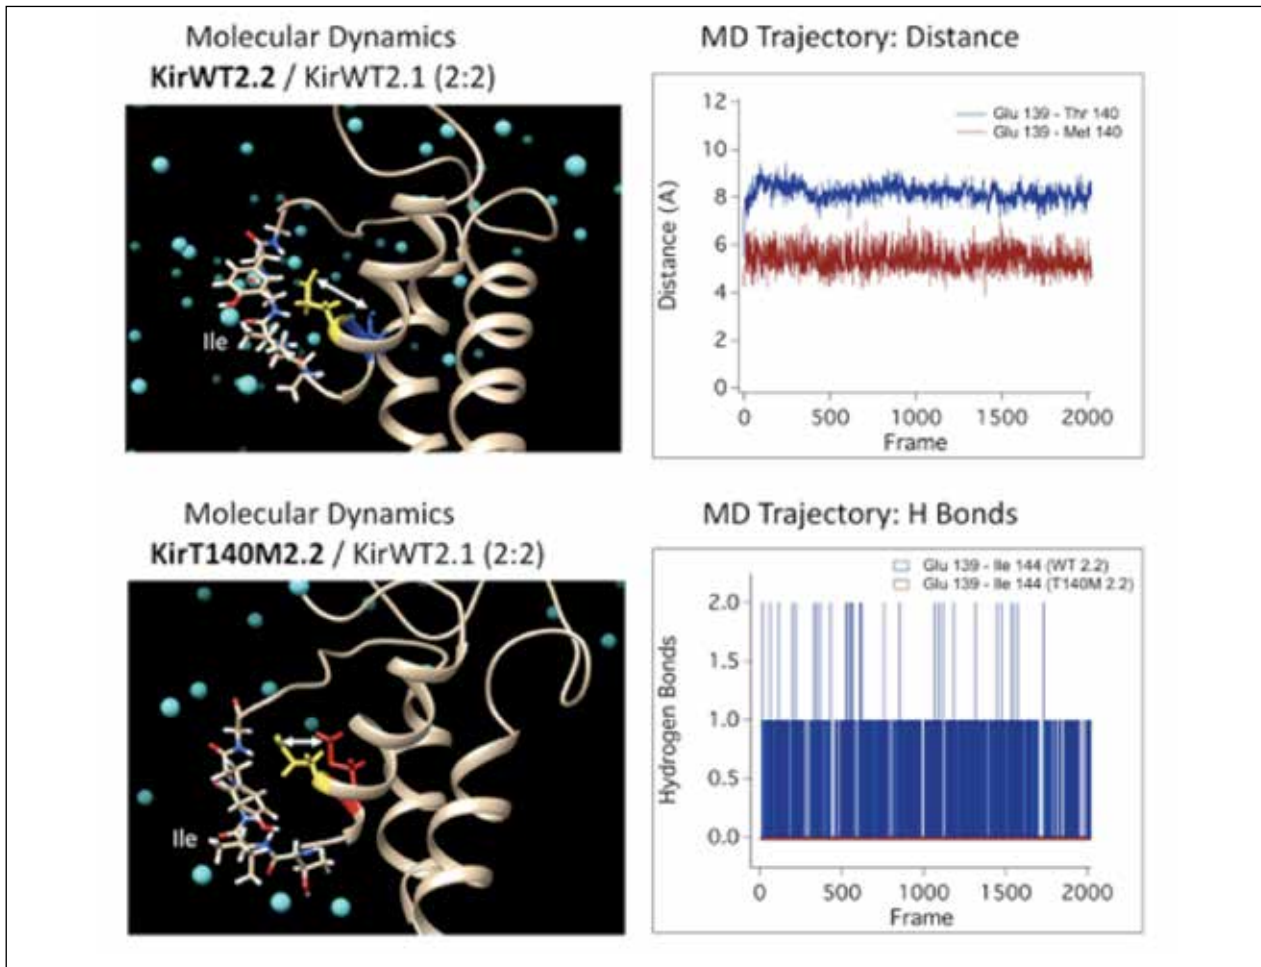 Molecular Dynamics
KirWT2.2 / KirWT2.1 (2:2)
Ile
MD Trajectory: Distance
12
10
8
6
4
2
0
Distance (A)
Glu 139 - Thr 140
Glu 139 - Met 140
0 500 1000 1500 2000
Frame
Molecular Dynamics
KirT140M2.2 / KirWT2.1 (2:2)
Ile
MD Trajectory: H Bonds
Glu 139 - Ile 144 (WT 2.2)
Glu 139 - Ile 144 (T140M 2.2)
2.0
1.5
1.0
0.5
0.0
Hydrogen Bonds
0 500 1000 1500 2000
Frame